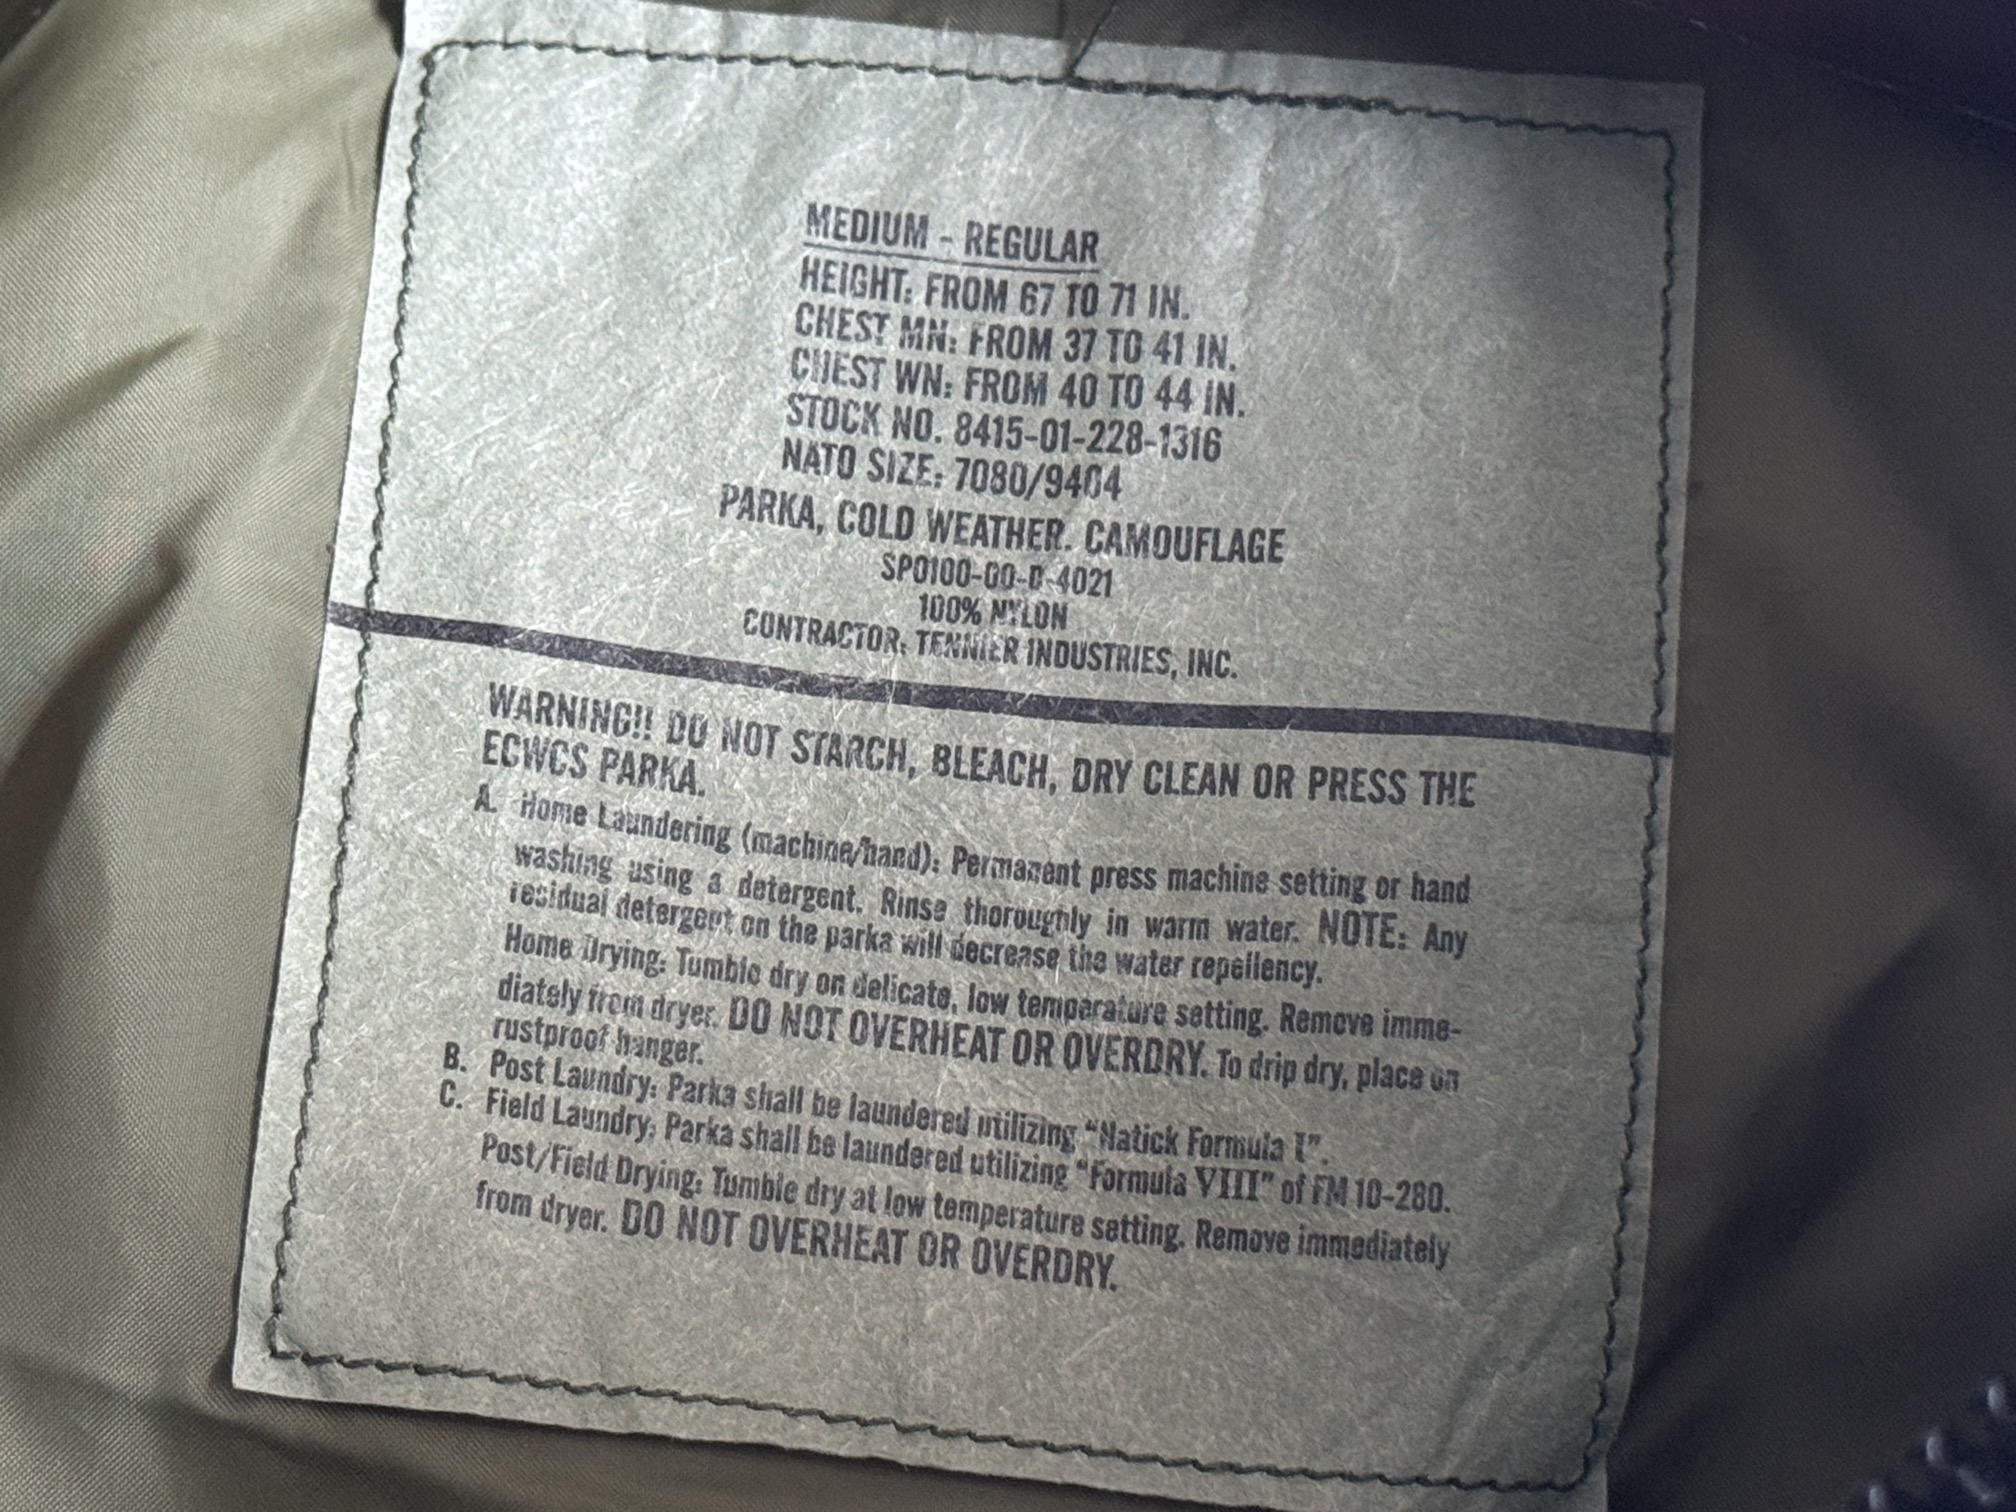 MEDIUM - REGULAR
HEIGHT: FROM 67 TO 71 IN.
CHEST MN: FROM 37 TO 41 IN.
CHEST WN: FROM 40 TO 44 IN.
STOCK NO. 8415-01-228-1316
NATO SIZE: 7080/9404
PARKA, COLD WEATHER. CAMOUFLAGE
SPO100-00-D-4021
100% NYLON
CONTRACTOR: TENNIER INDUSTRIES, INC.
WARNING!! DO NOT STARCH, BLEACH, DRY CLEAN OR PRESS THE
ECWCS PARKA.
A. Home Laundering (machine/hand): Permanent press machine setting or hand
washing using a detergent. Rinse thoroughly in warm water. NOTE: Any
residual detergent on the parka will decrease the water repellency.
Home Drying: Tumble dry on delicate, low temperature setting. Remove imme-
diately from dryer. DO NOT OVERHEAT OR OVERDRY. To drip dry, place on
rustproof hanger.
B. Post Laundry: Parka shall be laundered utilizing "Natick Formula I".
C. Field Laundry: Parka shall be laundered utilizing "Formula VIII" of FM 10-280.
Post/Field Drying: Tumble dry at low temperature setting. Remove immediately
from dryer. DO NOT OVERHEAT OR OVERDRY.